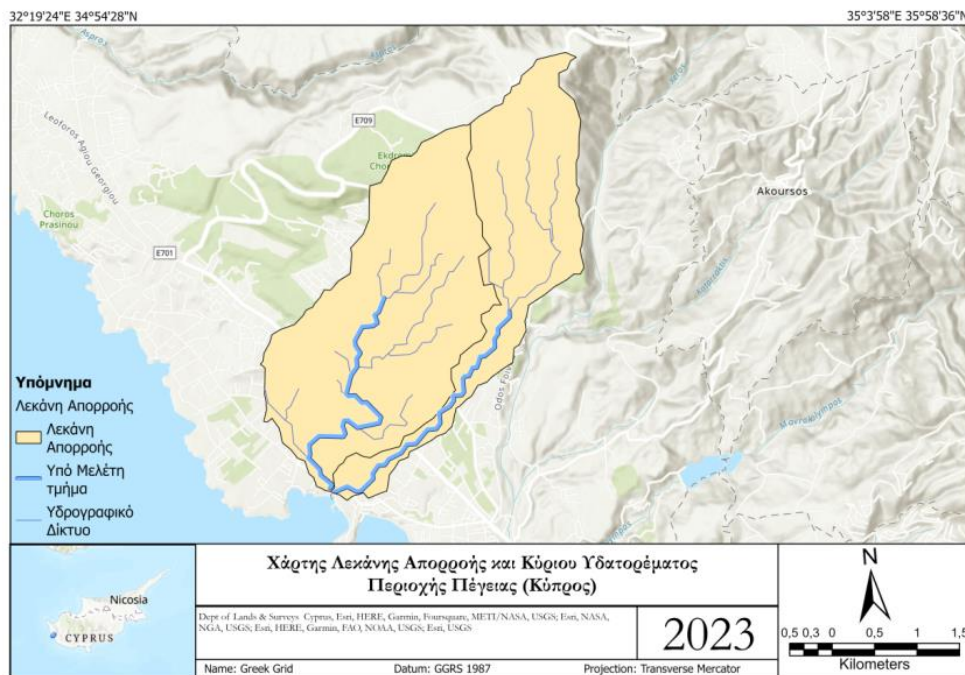 32°19'24"E 34°54'28"N
35°3'58"E 35°58'36"N
Aspros
E709
Leoforos Agiou Georgiou
Choros
Prasinou
E701
Akoursos
Kalamakos
Odos Foiv
Mavrokolympos
Υπόμνημα
Λεκάνη Απορροής
Λεκάνη
Απορροής
Υπό Μελέτη
τμήμα
Υδρογραφικό
Δίκτυο
Nicosia
CYPRUS
Χάρτης Λεκάνης Απορροής και Κύριου Υδατορέματος
Περιοχής Πέγειας (Κύπρος)
Dept of Lands & Surveys Cyprus, Esri, HERE, Garmin, Foursquare, METI/NASA, USGS; Esri, NASA,
NGA, USGS; Esri, HERE, Garmin, FAO, NOAA, USGS; Esri, USGS
2023
Name: Greek Grid
Datum: GGRS 1987
Projection: Transverse Mercator
N
0,5 0,3 0 0,5 1 1,5
Kilometers